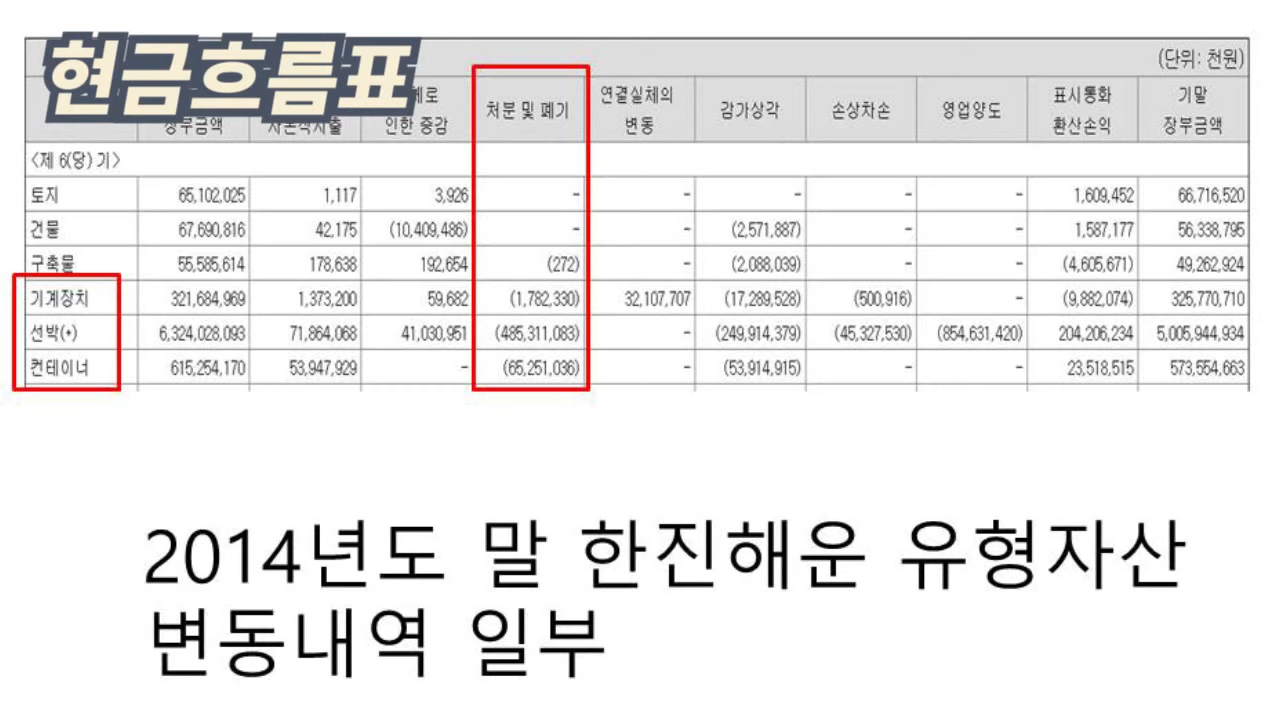 현금흐름표
(단위: 천원)
장부금액 자본적지출 인한 증감 처분 및 폐기 연결실체의 변동 감가상각 손상차손 영업양도 표시통화 환산손익 기말 장부금액
<제 6(당) 기>
토지 65,102,025 1,117 3,926 - - - - - 1,609,452 66,716,520
건물 67,690,816 42,175 (10,409,486) - - (2,571,887) - - 1,587,177 56,338,795
구축물 55,585,614 178,638 192,654 (272) - (2,088,039) - - (4,605,671) 49,262,924
기계장치 321,684,969 1,373,200 59,682 (1,782,330) 32,107,707 (17,289,528) (500,916) - (9,882,074) 325,770,710
선박(*) 6,324,028,093 71,864,068 41,030,951 (485,311,083) - (249,914,379) (45,327,530) (854,631,420) 204,206,234 5,005,944,934
컨테이너 615,254,170 53,947,929 - (65,251,036) - (53,914,915) - - 23,518,515 573,554,663
2014년도 말 한진해운 유형자산
변동내역 일부